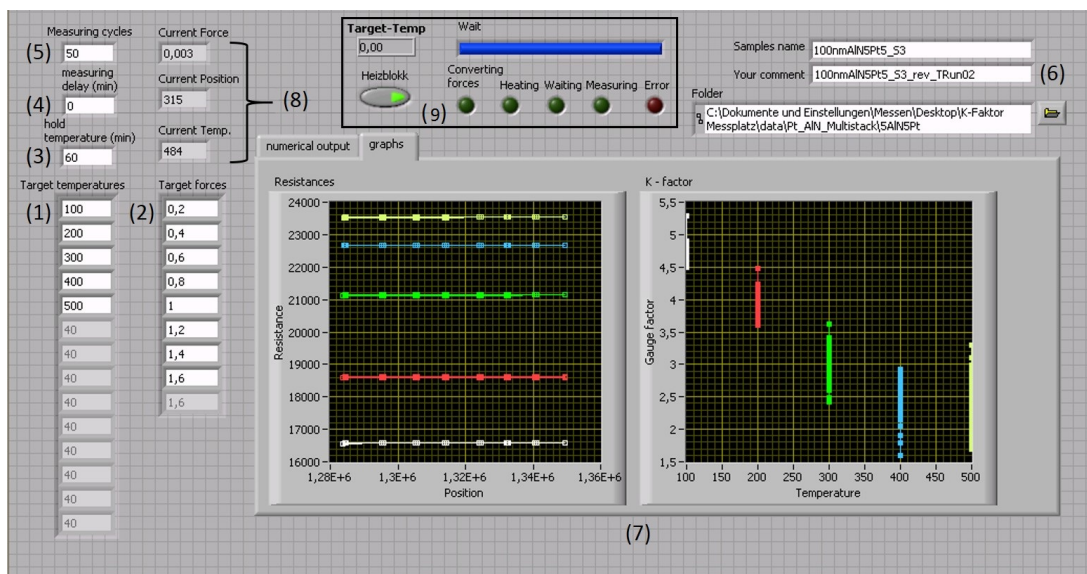 Measuring cycles
(5)
50
measuring
delay (min)
(4)
0
hold
temperature (min)
(3)
60
Current Force
0,003
Current Position
315
Current Temp.
484
(8)
Target-Temp
0,00
Heizblokk
Wait
Converting
forces
Heating
Waiting
Measuring
Error
(9)
Samples name
100nmAlN5Pt5_S3
Your comment
100nmAlN5Pt5_S3_rev_TRun02
(6)
Folder
C:\Dokumente und Einstellungen\Messen\Desktop\K-Faktor
Messplatz\data\Pt_AlN_Multistack\5AlN5Pt
Target temperatures
(1)
100
200
300
400
500
40
40
40
40
40
40
40
40
40
Target forces
(2)
0,2
0,4
0,6
0,8
1
1,2
1,4
1,6
1,6
numerical output
graphs
Resistances
24000
23000
22000
21000
20000
19000
18000
17000
16000
Resistance
1,28E+6
1,3E+6
1,32E+6
1,34E+6
1,36E+6
Position
K - factor
5,5
5
4,5
4
3,5
3
2,5
2
1,5
Gauge factor
100
150
200
250
300
350
400
450
500
Temperature
(7)